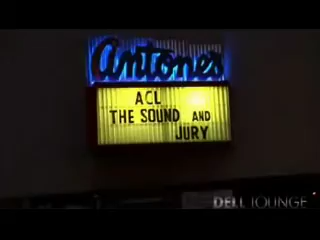 Antone's
ACL
THE SOUND AND
JURY
DELL LOUNGE